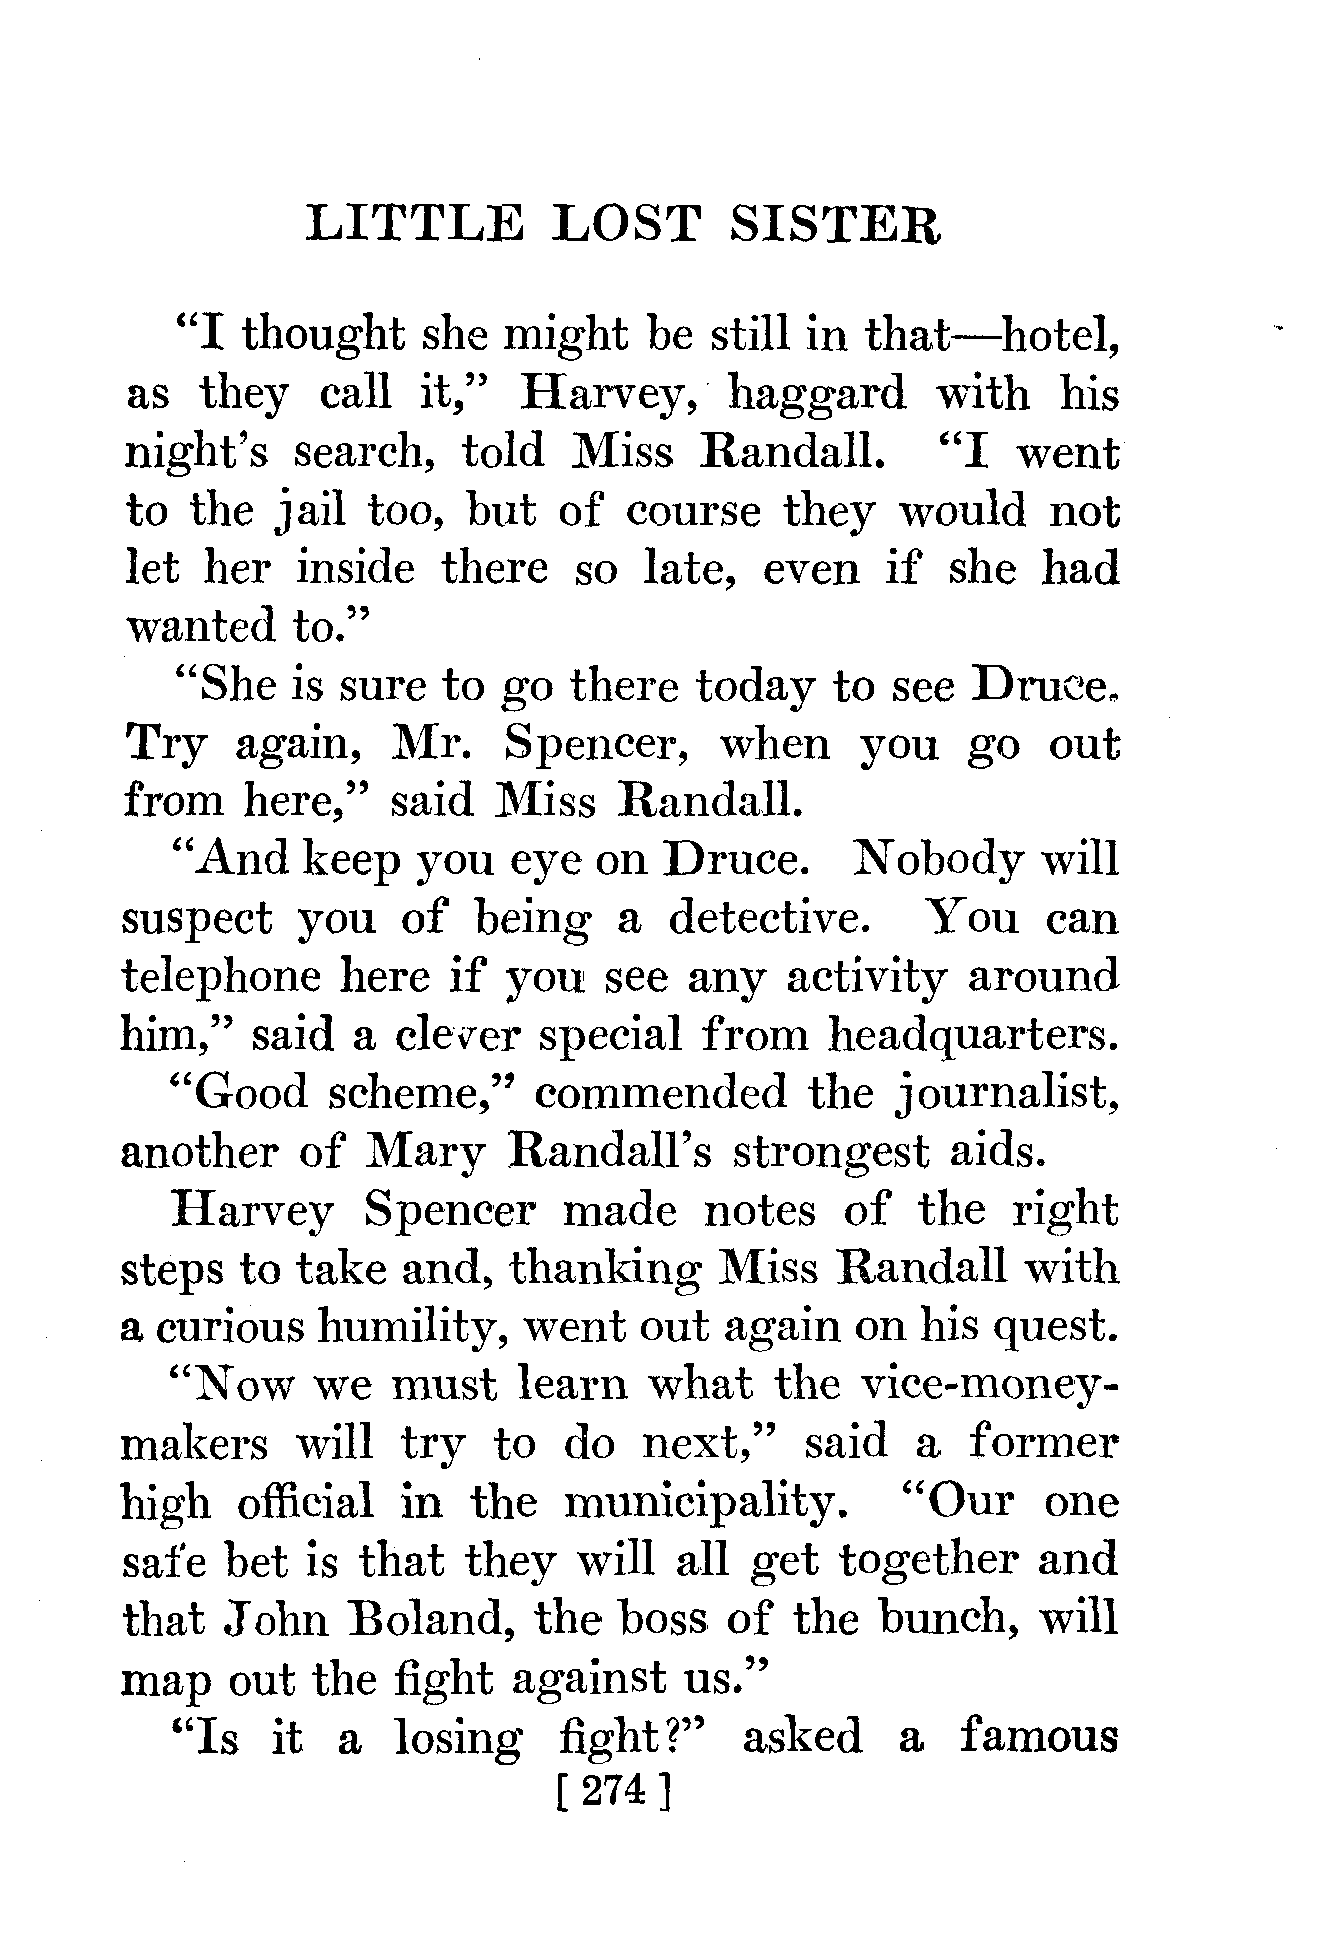 LITTLE LOST SISTER
“I thought she might be still in that—hotel,
as they call it,” Harvey, haggard with his
night’s search, told Miss Randall. “I went
to the jail too, but of course they would not
let her inside there so late, even if she had
wanted to.”
“She is sure to go there today to see Druce.
Try again, Mr. Spencer, when you go out
from here,” said Miss Randall.
“And keep you eye on Druce. Nobody will
suspect you of being a detective. You can
telephone here if you see any activity around
him,” said a clever special from headquarters.
“Good scheme,” commended the journalist,
another of Mary Randall’s strongest aids.
Harvey Spencer made notes of the right
steps to take and, thanking Miss Randall with
a curious humility, went out again on his quest.
“Now we must learn what the vice-money-
makers will try to do next,” said a former
high official in the municipality. “Our one
safe bet is that they will all get together and
that John Boland, the boss of the bunch, will
map out the fight against us.”
“Is it a losing fight?” asked a famous
[ 274 ]